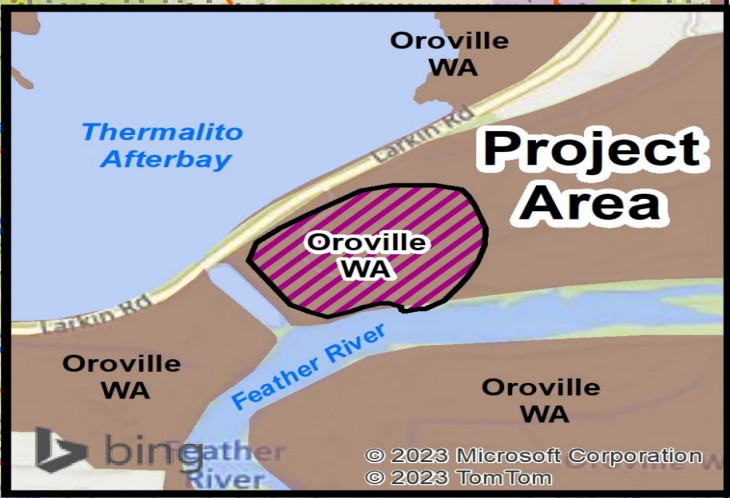 Oroville
WA
Thermalito
Afterbay
Larkin Rd
Project
Area
Oroville
WA
Larkin Rd
Feather River
Oroville
WA
Oroville
WA
bing
Feather
River
© 2023 Microsoft Corporation
© 2023 TomTom